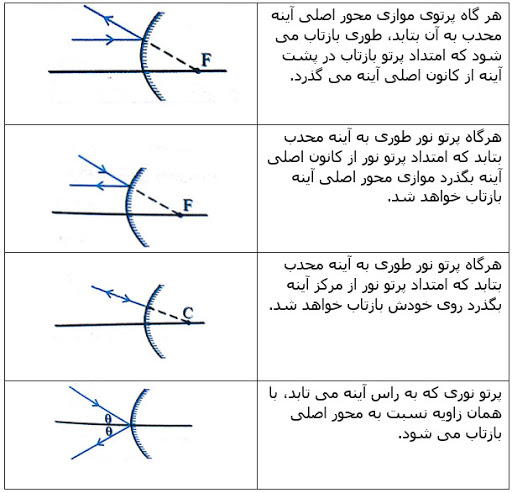 هر گاه پرتوی موازی محور اصلی آینه
محدب به آن بتابد، طوری بازتاب می
شود که امتداد پرتو بازتاب در پشت
آینه از کانون اصلی آینه می گذرد.
F
هرگاه پرتو نور طوری به آینه محدب
بتابد که امتداد پرتو نور از کانون اصلی
آینه بگذرد موازی محور اصلی آینه
بازتاب خواهد شد.
F
هرگاه پرتو نور طوری به آینه محدب
بتابد که امتداد پرتو نور از مرکز آینه
بگذرد روی خودش بازتاب خواهد شد.
C
پرتو نوری که به راس آینه می تابد، با
همان زاویه نسبت به محور اصلی
بازتاب می شود.
θ
θ